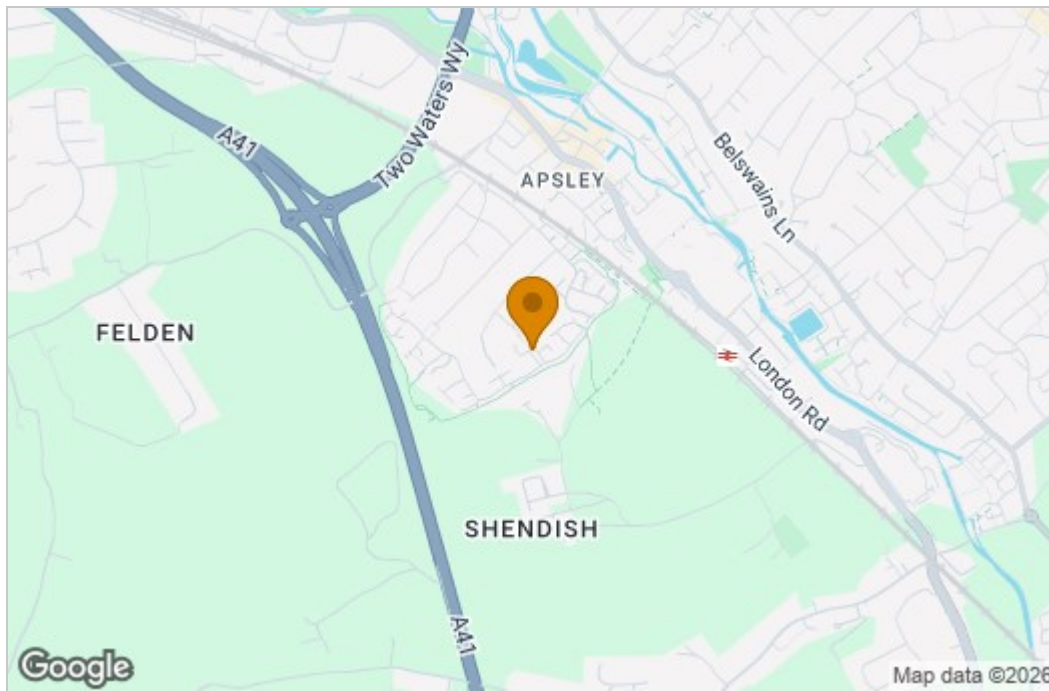 A41
Two Waters Wy
Belswains Ln
APSLEY
FELDEN
London Rd
SHENDISH
A41
Google
Map data ©2026